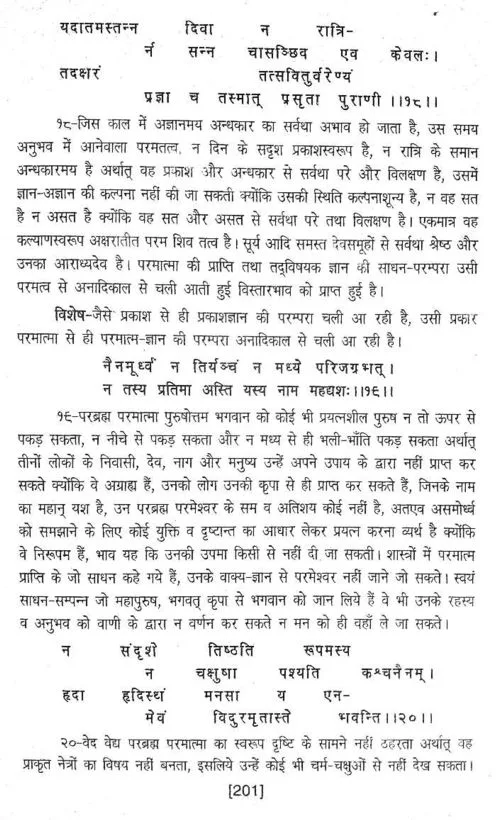 यदातमस्तन्न दिवा न रात्रि-
र्न सन्न चासच्छिव एव केवलः।
तदक्षरं तत्सवितुर्वरेण्यं
प्रज्ञा च तस्मात् प्रसृता पुराणी ।।१८।।
१८-जिस काल में अज्ञानमय अन्धकार का सर्वथा अभाव हो जाता है, उस समय
अनुभव में आनेवाला परमतत्व, न दिन के सदृश प्रकाशस्वरूप है, न रात्रि के समान
अन्धकारमय है अर्थात् वह प्रकाश और अन्धकार से सर्वथा परे और विलक्षण है, उसमें
ज्ञान-अज्ञान की कल्पना नहीं की जा सकती क्योंकि उसकी स्थिति कल्पनाशून्य है, न वह सत
है न असत है क्योंकि वह सत और असत से सर्वथा परे तथा विलक्षण है। एकमात्र वह
कल्याणस्वरूप अक्षरातीत परम शिव तत्व है। सूर्य आदि समस्त देवसमूहों से सर्वथा श्रेष्ठ और
उनका आराध्यदेव है। परमात्मा की प्राप्ति तथा तद्विषयक ज्ञान की साधन-परम्परा उसी
परमत्व से अनादिकाल से चली आती हुई विस्तारभाव को प्राप्त हुई है।
विशेष-जैसे प्रकाश से ही प्रकाशज्ञान की परम्परा चली आ रही है, उसी प्रकार
परमात्मा से ही परमात्म-ज्ञान की परम्परा अनादिकाल से चली आ रही है।
नैनमूर्ध्वं न तिर्यञ्चं न मध्ये परिजग्रभत्।
न तस्य प्रतिमा अस्ति यस्य नाम महद्यशः।।१९।।
१९-परब्रह्म परमात्मा पुरुषोत्तम भगवान को कोई भी प्रयत्नशील पुरुष न तो ऊपर से
पकड़ सकता, न नीचे से पकड़ सकता और न मध्य से ही भली-भाँति पकड़ सकता अर्थात्
तीनों लोकों के निवासी, देव, नाग और मनुष्य उन्हें अपने उपाय के द्वारा नहीं प्राप्त कर
सकते क्योंकि वे अग्राह्य हैं, उनको लोग उनकी कृपा से ही प्राप्त कर सकते हैं, जिनके नाम
का महान् यश है, उन परब्रह्म परमेश्वर के सम व अतिशय कोई नहीं है, अतएव असमोर्ध्व
को समझाने के लिए कोई युक्ति व दृष्टान्त का आधार लेकर प्रयत्न करना व्यर्थ है क्योंकि
वे निरूपम हैं, भाव यह कि उनकी उपमा किसी से नहीं दी जा सकती। शास्त्रों में परमात्म
प्राप्ति के जो साधन कहे गये हैं, उनके वाक्य-ज्ञान से परमेश्वर नहीं जाने जो सकते। स्वयं
साधन-सम्पन्न जो महापुरुष, भगवत् कृपा से भगवान को जान लिये हैं वे भी उनके रहस्य
व अनुभव को वाणी के द्वारा न वर्णन कर सकते न मन को ही वहाँ ले जा सकते।
न संदृशे तिष्ठति रूपमस्य
न चक्षुषा पश्यति कश्चनैनम्।
हृदा हृदिस्थं मनसा य एन-
मेवं विदुरमृतास्ते भवन्ति।।२०।।
२०-वेद वेद्य परब्रह्म परमात्मा का स्वरूप दृष्टि के सामने नहीं ठहरता अर्थात् वह
प्राकृत नेत्रों का विषय नहीं बनता, इसलिये उन्हें कोई भी चर्म-चक्षुओं से नहीं देख सकता।
[201]